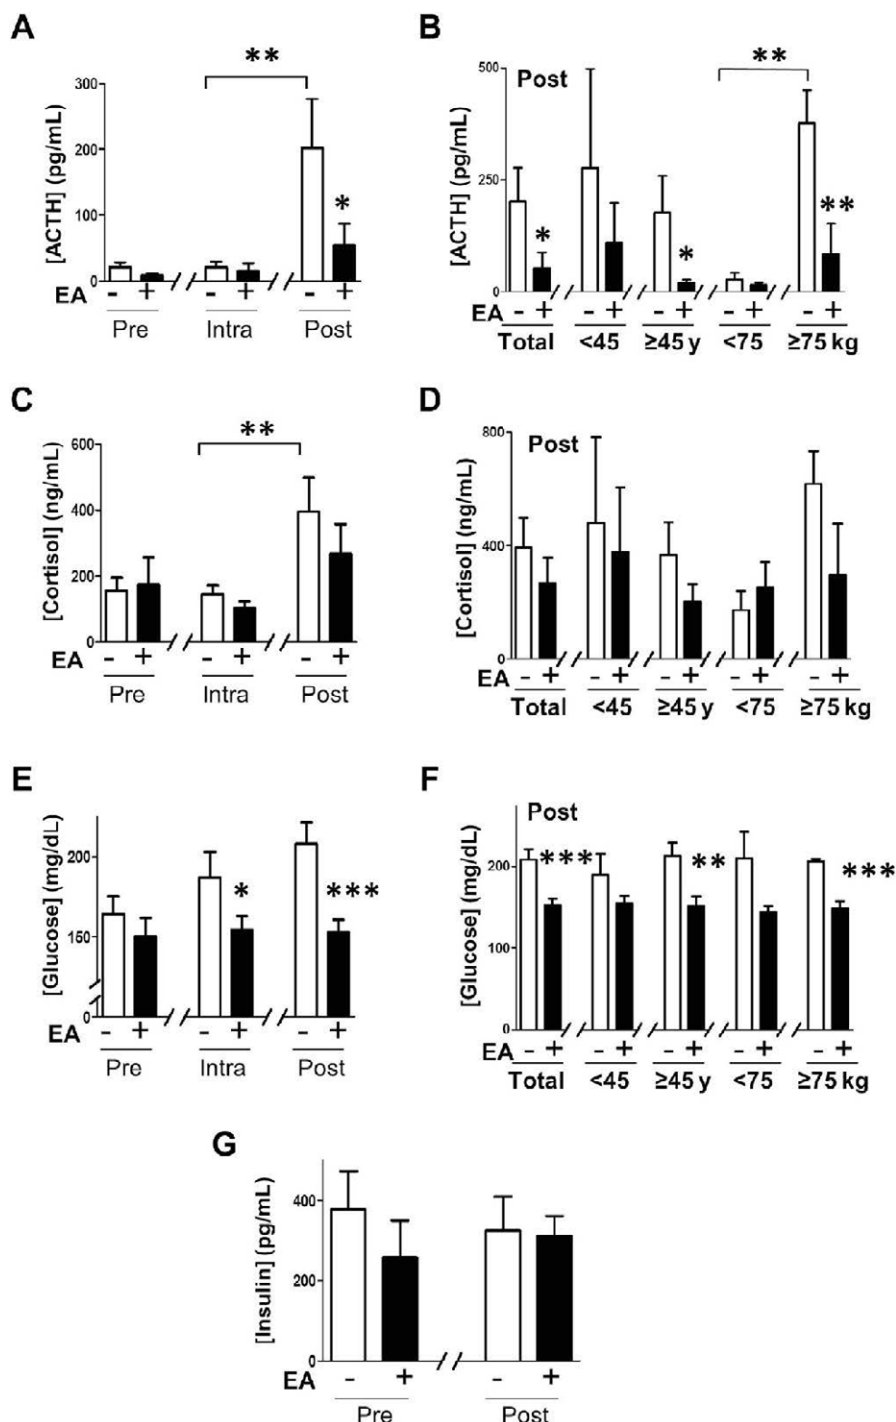 A
**
300
200
100
0
[ACTH] (pg/mL)
*
EA - + - + - +
Pre Intra Post
B
Post
**
500
250
0
[ACTH] (pg/mL)
* * **
EA - + - + - + - + - +
Total <45 ≥45 y <75 ≥75 kg
C
**
600
400
200
0
[Cortisol] (ng/mL)
EA - + - + - +
Pre Intra Post
D
Post
800
400
0
[Cortisol] (ng/mL)
EA - + - + - + - + - +
Total <45 ≥45 y <75 ≥75 kg
E
200
150
0
[Glucose] (mg/dL)
* ***
EA - + - + - +
Pre Intra Post
F
Post
200
100
0
[Glucose] (mg/dL)
*** ** ***
EA - + - + - + - + - +
Total <45 ≥45 y <75 ≥75 kg
G
400
200
0
[Insulin] (pg/mL)
EA - + - +
Pre Post